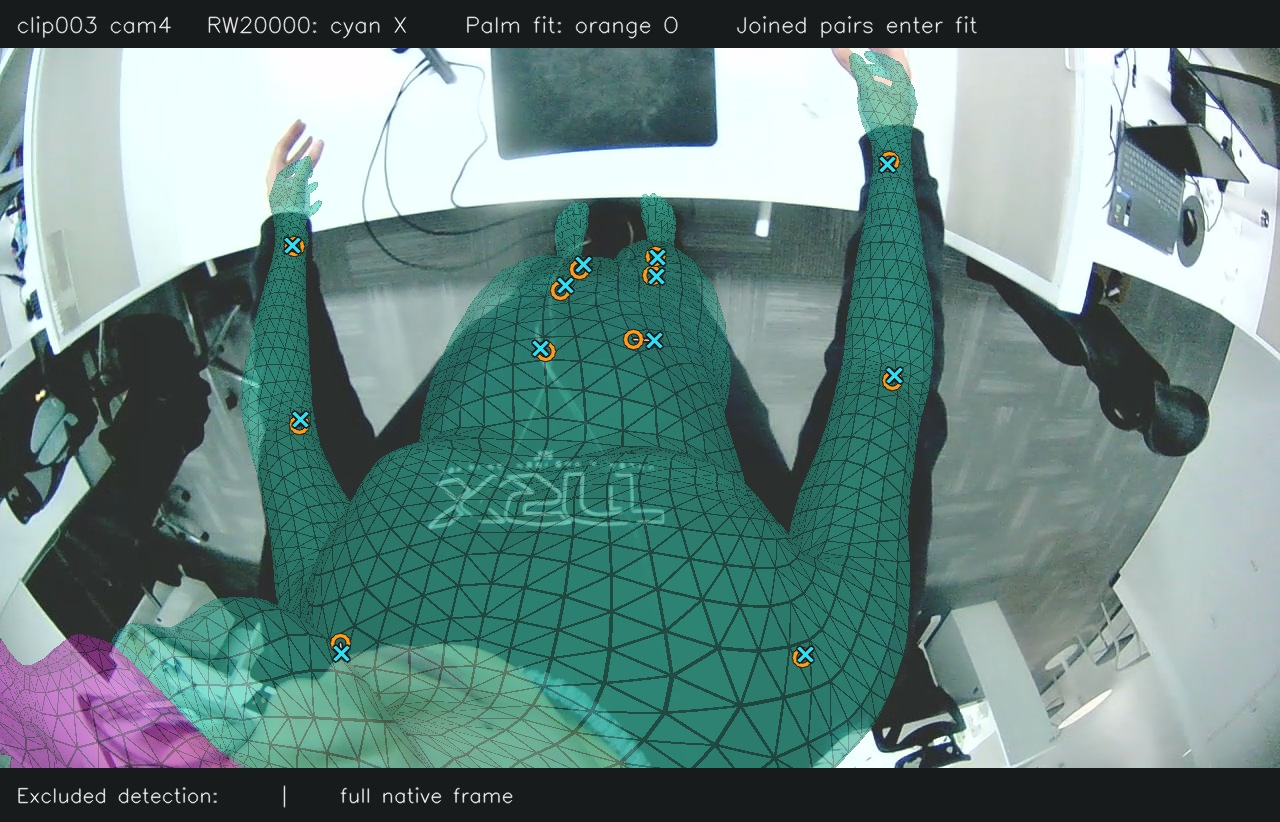 clip003 cam4 RW20000: cyan X Palm fit: orange O Joined pairs enter fit
Excluded detection: | full native frame